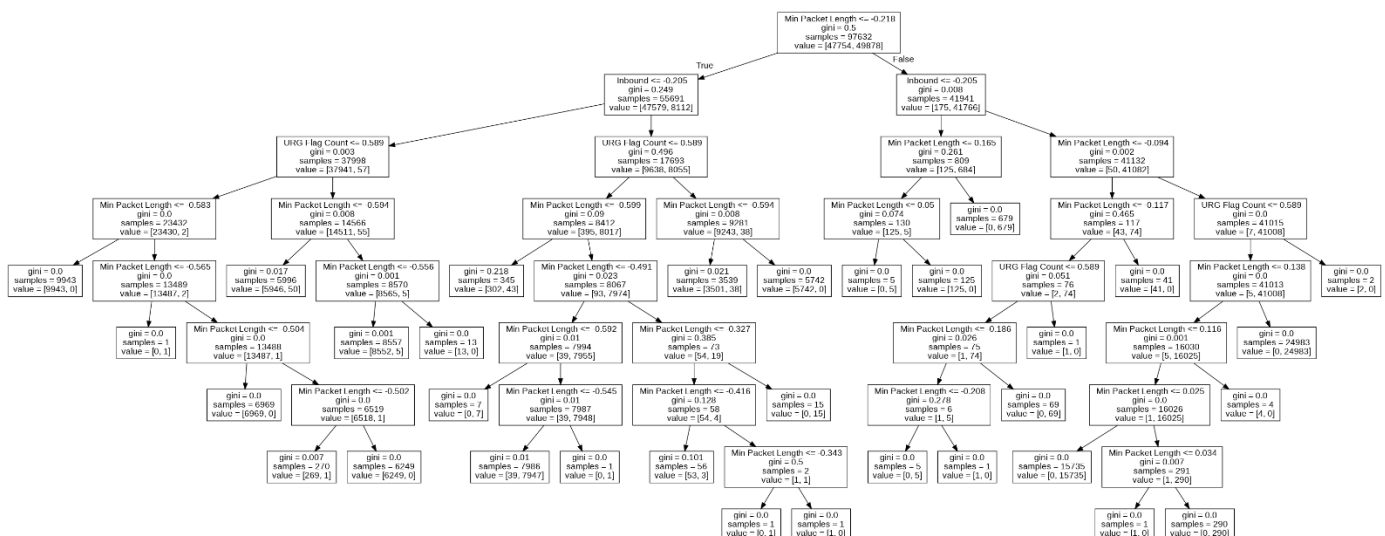 Min Packet Length <= -0.218
gini = 0.5
samples = 97632
value = [47754, 49878]
True
False
Inbound <= -0.205
gini = 0.249
samples = 55691
value = [47579, 8112]
Inbound <= -0.205
gini = 0.008
samples = 41941
value = [175, 41766]
URG Flag Count <= 0.589
gini = 0.003
samples = 37998
value = [37941, 57]
URG Flag Count <= 0.589
gini = 0.496
samples = 17693
value = [9638, 8055]
Min Packet Length <= 0.165
gini = 0.261
samples = 809
value = [125, 684]
Min Packet Length <= -0.094
gini = 0.002
samples = 41132
value = [50, 41082]
Min Packet Length <= -0.583
gini = 0.0
samples = 23432
value = [23430, 2]
Min Packet Length <= -0.594
gini = 0.008
samples = 14566
value = [14511, 55]
Min Packet Length <= -0.599
gini = 0.09
samples = 8412
value = [395, 8017]
Min Packet Length <= -0.594
gini = 0.008
samples = 9281
value = [9243, 38]
Min Packet Length <= 0.05
gini = 0.074
samples = 130
value = [125, 5]
gini = 0.0
samples = 679
value = [0, 679]
Min Packet Length <= -0.117
gini = 0.465
samples = 117
value = [43, 74]
URG Flag Count <= 0.589
gini = 0.0
samples = 41015
value = [7, 41008]
gini = 0.0
samples = 9943
value = [9943, 0]
Min Packet Length <= -0.565
gini = 0.0
samples = 13489
value = [13487, 2]
gini = 0.017
samples = 5996
value = [5946, 50]
Min Packet Length <= -0.556
gini = 0.001
samples = 8570
value = [8565, 5]
gini = 0.218
samples = 345
value = [302, 43]
Min Packet Length <= -0.491
gini = 0.023
samples = 8067
value = [93, 7974]
gini = 0.021
samples = 3539
value = [3501, 38]
gini = 0.0
samples = 5742
value = [5742, 0]
gini = 0.0
samples = 5
value = [0, 5]
gini = 0.0
samples = 125
value = [125, 0]
URG Flag Count <= 0.589
gini = 0.051
samples = 76
value = [2, 74]
gini = 0.0
samples = 41
value = [41, 0]
Min Packet Length <= 0.138
gini = 0.0
samples = 41013
value = [5, 41008]
gini = 0.0
samples = 2
value = [2, 0]
gini = 0.0
samples = 1
value = [0, 1]
Min Packet Length <= -0.504
gini = 0.0
samples = 13488
value = [13487, 1]
gini = 0.001
samples = 8557
value = [8552, 5]
gini = 0.0
samples = 13
value = [13, 0]
Min Packet Length <= -0.592
gini = 0.01
samples = 7994
value = [39, 7955]
Min Packet Length <= -0.327
gini = 0.385
samples = 73
value = [54, 19]
Min Packet Length <= -0.186
gini = 0.026
samples = 75
value = [1, 74]
gini = 0.0
samples = 1
value = [1, 0]
Min Packet Length <= 0.116
gini = 0.001
samples = 16030
value = [5, 16025]
gini = 0.0
samples = 24983
value = [0, 24983]
gini = 0.0
samples = 6969
value = [6969, 0]
Min Packet Length <= -0.502
gini = 0.0
samples = 6519
value = [6518, 1]
gini = 0.0
samples = 7
value = [0, 7]
Min Packet Length <= -0.545
gini = 0.01
samples = 7987
value = [39, 7948]
Min Packet Length <= -0.416
gini = 0.128
samples = 58
value = [54, 4]
gini = 0.0
samples = 15
value = [0, 15]
Min Packet Length <= -0.208
gini = 0.278
samples = 6
value = [1, 5]
gini = 0.0
samples = 69
value = [0, 69]
Min Packet Length <= 0.025
gini = 0.0
samples = 16026
value = [1, 16025]
gini = 0.0
samples = 4
value = [4, 0]
gini = 0.007
samples = 270
value = [269, 1]
gini = 0.0
samples = 6249
value = [6249, 0]
gini = 0.01
samples = 7986
value = [39, 7947]
gini = 0.0
samples = 1
value = [0, 1]
gini = 0.101
samples = 56
value = [53, 3]
Min Packet Length <= -0.343
gini = 0.5
samples = 2
value = [1, 1]
gini = 0.0
samples = 5
value = [0, 5]
gini = 0.0
samples = 1
value = [1, 0]
gini = 0.0
samples = 15735
value = [0, 15735]
Min Packet Length <= 0.034
gini = 0.007
samples = 291
value = [1, 290]
gini = 0.0
samples = 1
value = [0, 1]
gini = 0.0
samples = 1
value = [1, 0]
gini = 0.0
samples = 1
value = [1, 0]
gini = 0.0
samples = 290
value = [0, 290]